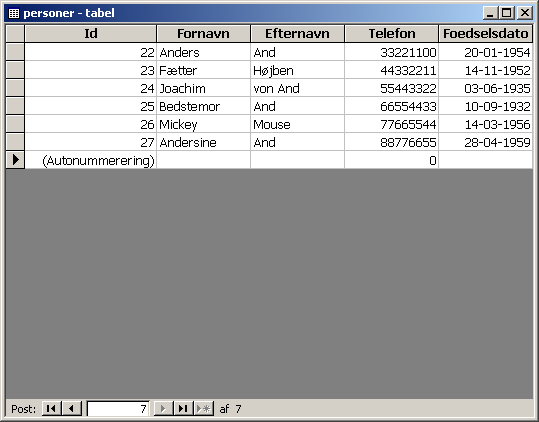 personer - tabel
Id Fornavn Efternavn Telefon Foedselsdato
22 Anders And 33221100 20-01-1954
23 Fætter Højben 44332211 14-11-1952
24 Joachim von And 55443322 03-06-1935
25 Bedstemor And 66554433 10-09-1932
26 Mickey Mouse 77665544 14-03-1956
27 Andersine And 88776655 28-04-1959
(Autonummerering) 0
Post: 7 af 7